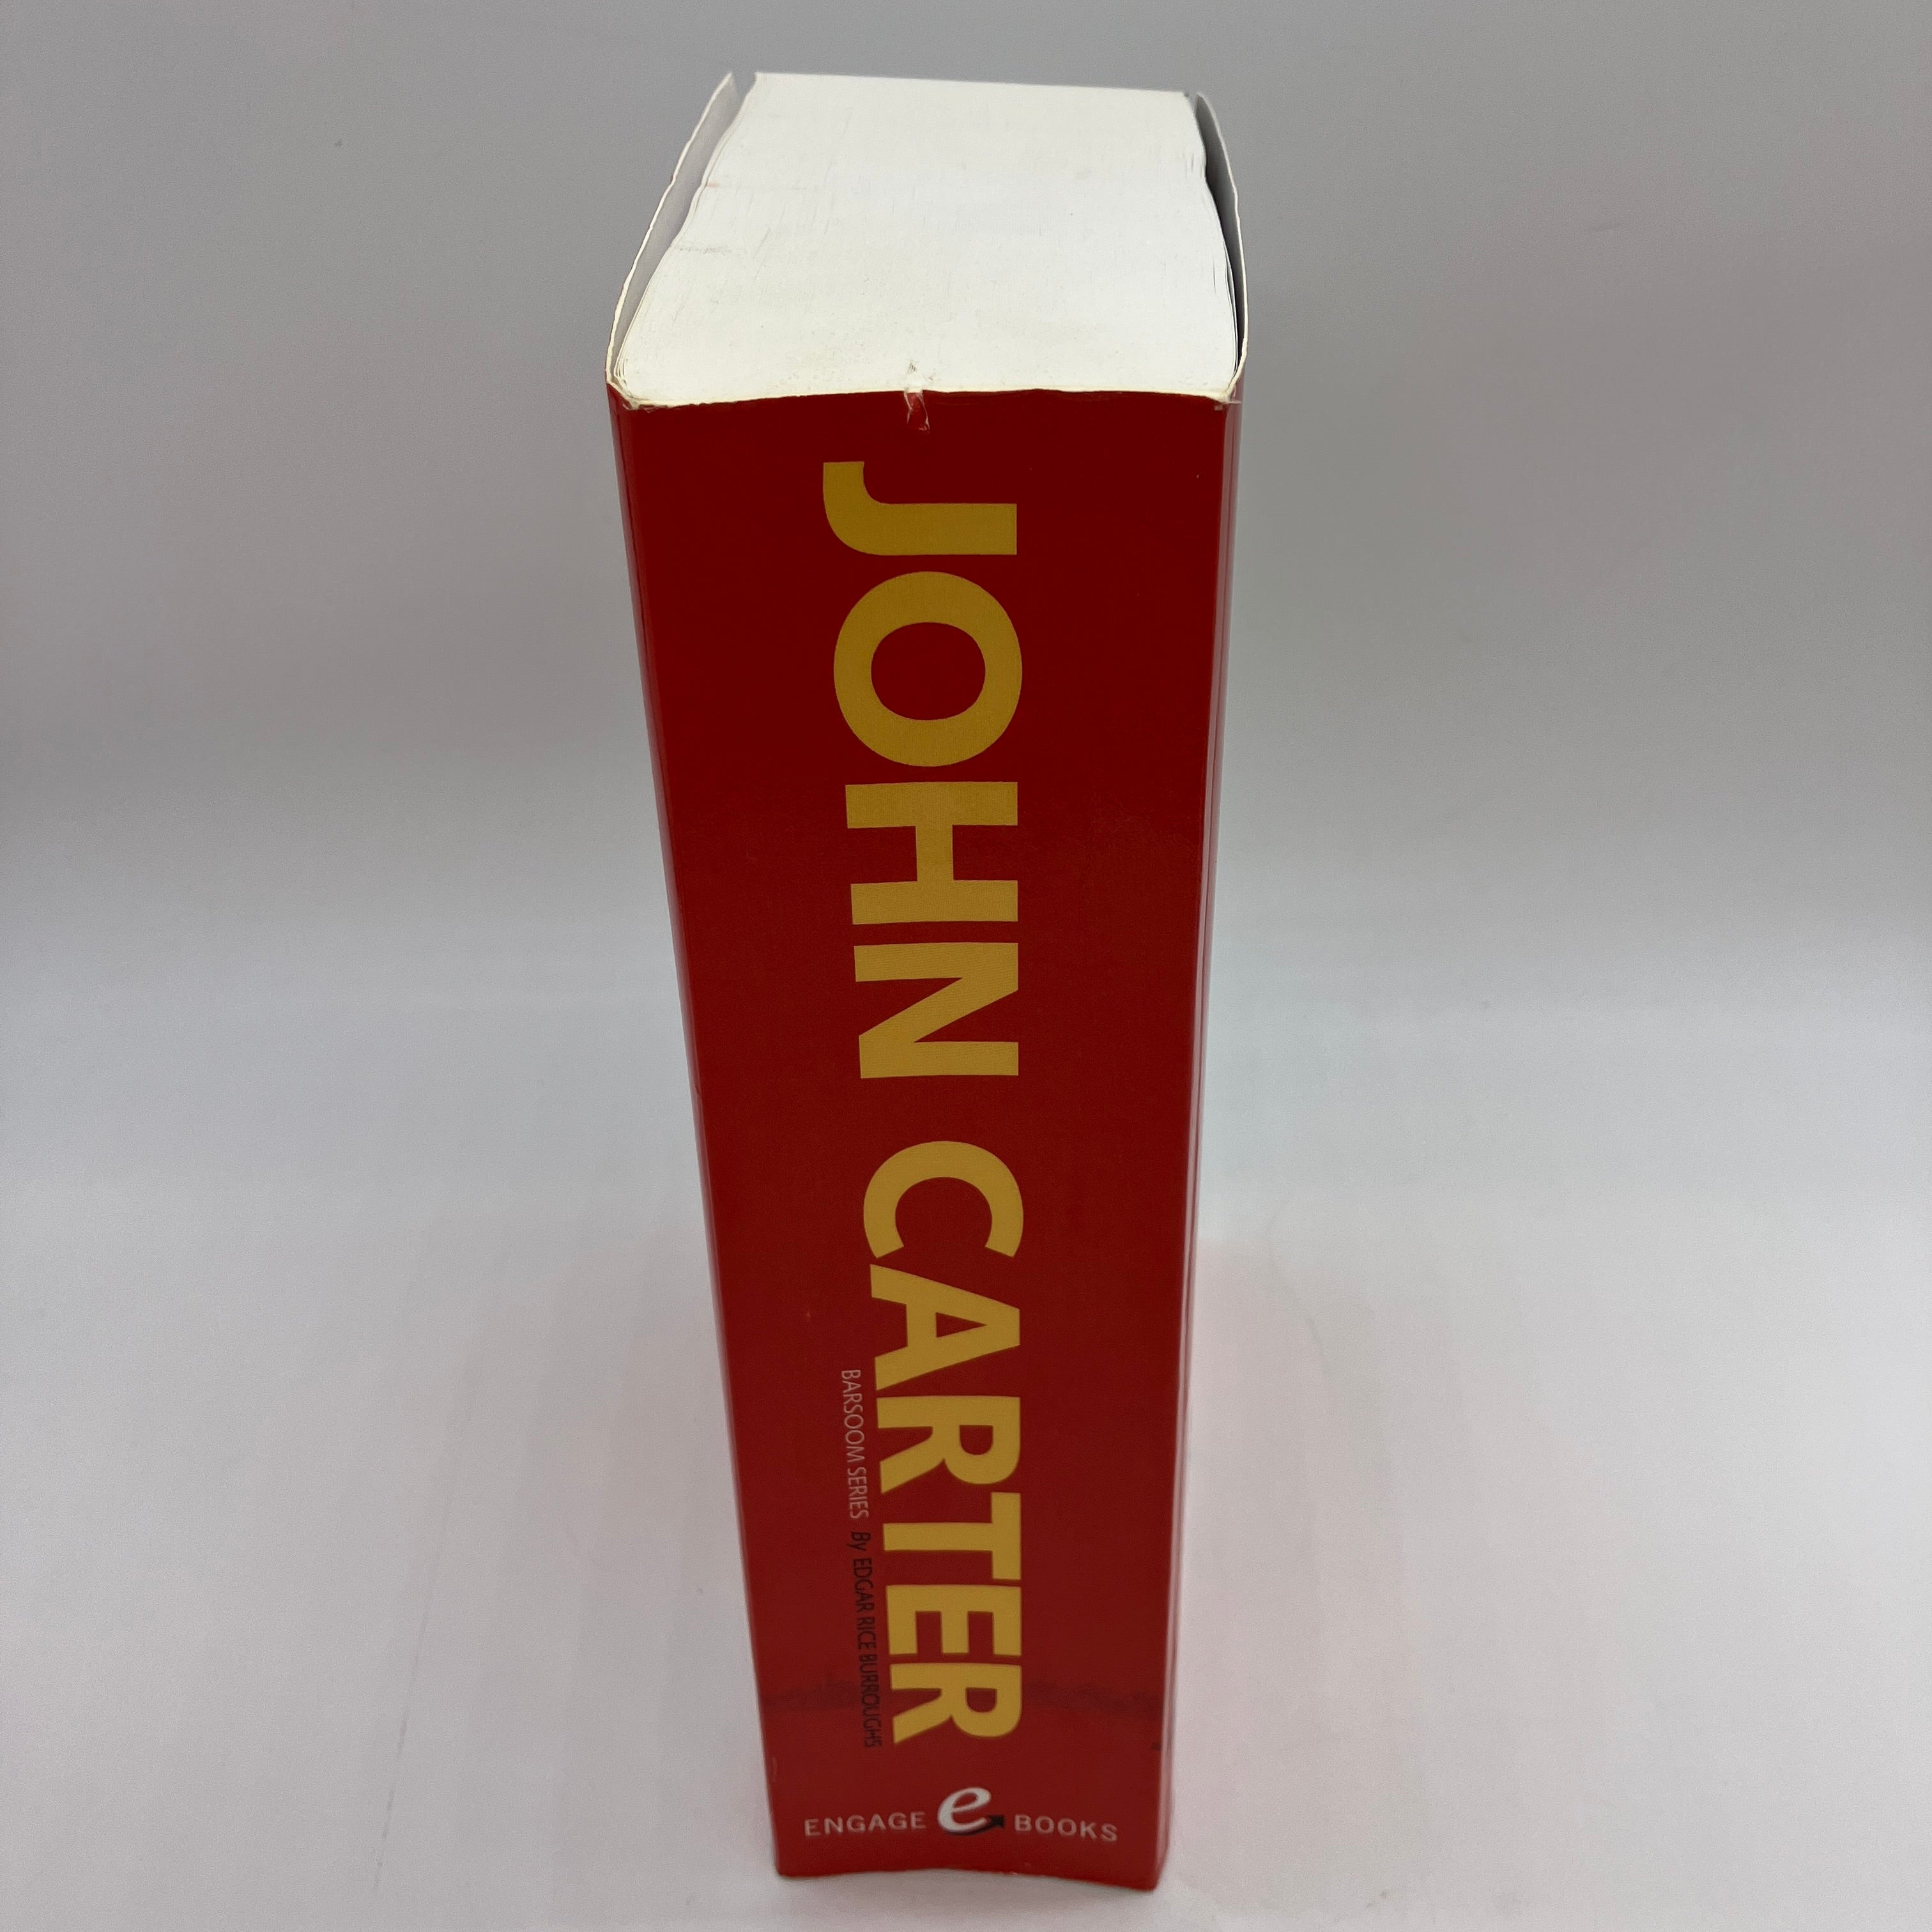 JOHN CARTER
BARSOOM SERIES By EDGAR RICE BURROUGHS
ENGAGE e BOOKS